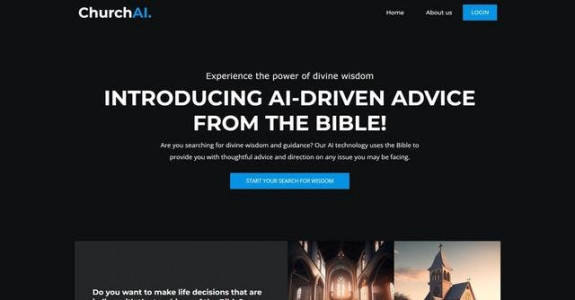 ChurchAI.
Home
About us
LOGIN
Experience the power of divine wisdom
INTRODUCING AI-DRIVEN ADVICE
FROM THE BIBLE!
Are you searching for divine wisdom and guidance? Our AI technology uses the Bible to
provide you with thoughtful advice and direction on any issue you may be facing.
START YOUR SEARCH FOR WISDOM
Do you want to make life decisions that are